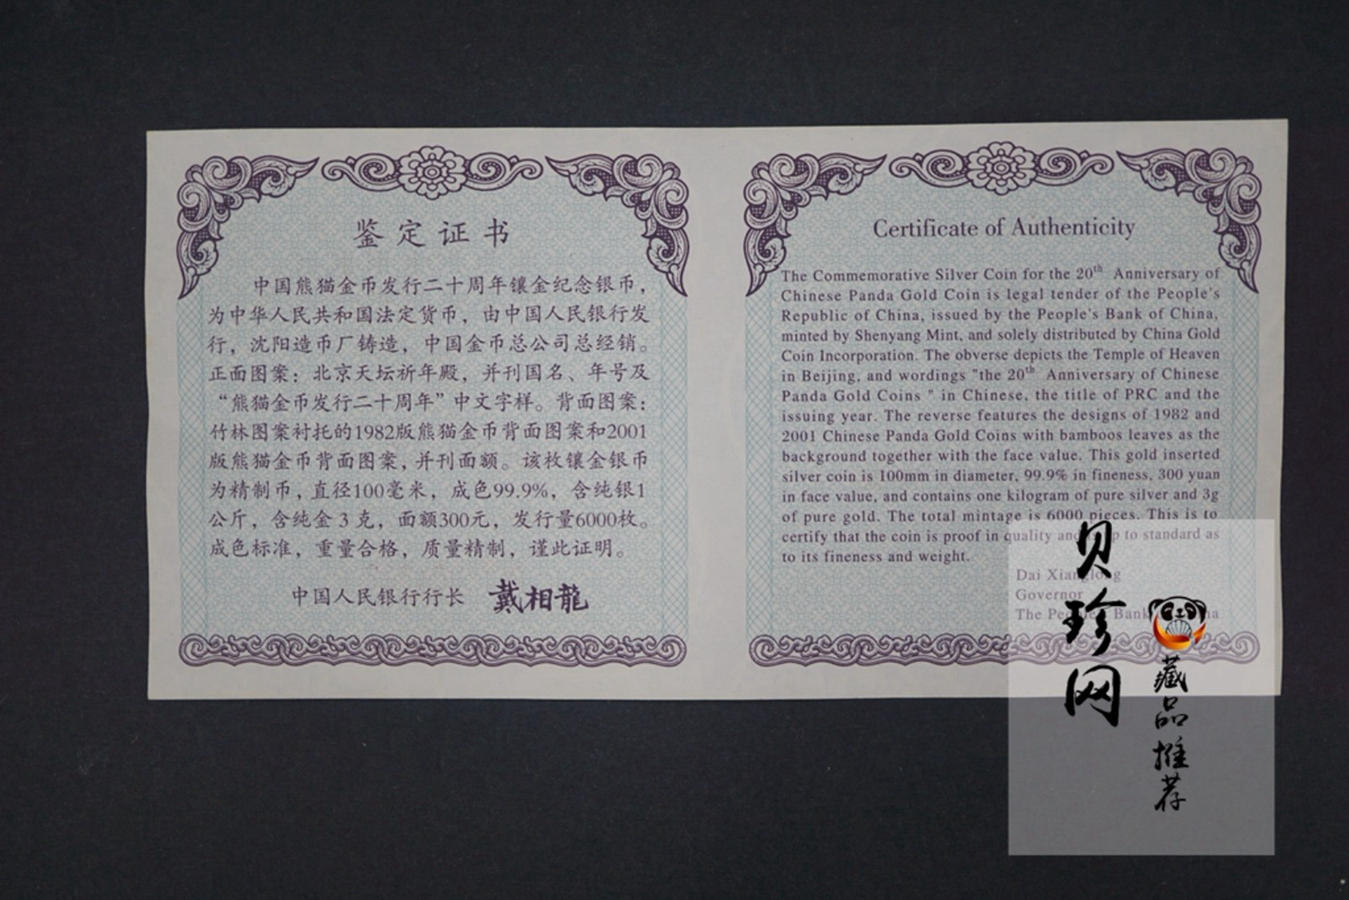 鉴定证书
中国熊猫金币发行二十周年镶金纪念银币，
为中华人民共和国法定货币，由中国人民银行发
行，沈阳造币厂铸造，中国金币总公司总经销。
正面图案：北京天坛祈年殿，并刊国名、年号及
“熊猫金币发行二十周年”中文字样。背面图案：
竹林图案衬托的1982版熊猫金币背面图案和2001
版熊猫金币背面图案，并刊面额。该枚镶金银币
为精制币，直径100毫米，成色99.9%，含纯银1
公斤，含纯金3克，面额300元，发行量6000枚。
成色标准，重量合格，质量精制，谨此证明。
中国人民银行行长 戴相龍
Certificate of Authenticity
The Commemorative Silver Coin for the 20th Anniversary of
Chinese Panda Gold Coin is legal tender of the People's
Republic of China, issued by the People's Bank of China,
minted by Shenyang Mint, and solely distributed by China Gold
Coin Incorporation. The obverse depicts the Temple of Heaven
in Beijing, and wordings "the 20th Anniversary of Chinese
Panda Gold Coins " in Chinese, the title of PRC and the
issuing year. The reverse features the designs of 1982 and
2001 Chinese Panda Gold Coins with bamboos leaves as the
background together with the face value. This gold inserted
silver coin is 100mm in diameter, 99.9% in fineness, 300 yuan
in face value, and contains one kilogram of pure silver and 3g
of pure gold. The total mintage is 6000 pieces. This is to
certify that the coin is proof in quality and up to standard as
to its fineness and weight.
Dai Xianglong
Governor
The People's Bank of China
贝珍网
藏品推荐